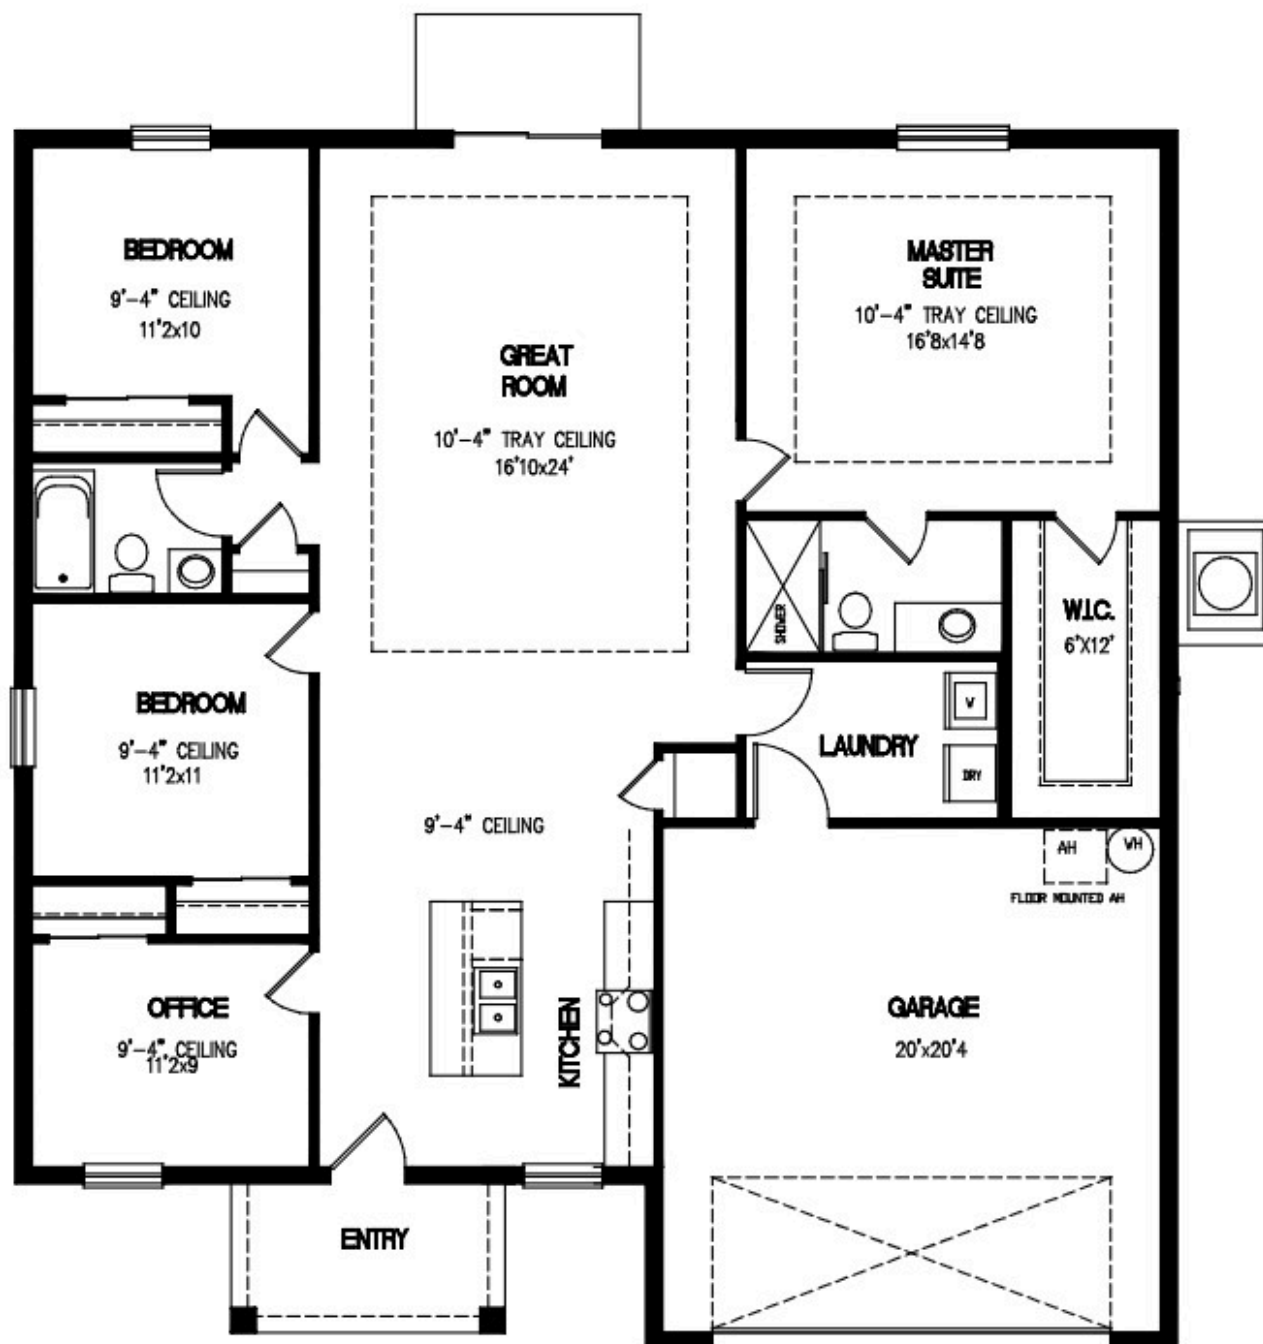 BEDROOM
9'-4" CEILING
11'2x10
MASTER
SUITE
10'-4" TRAY CEILING
16'8x14'8
GREAT
ROOM
10'-4" TRAY CEILING
16'10x24'
SHOWER
W.I.C.
6'X12'
BEDROOM
9'-4" CEILING
11'2x11
LAUNDRY
W
DRY
9'-4" CEILING
AH
WH
FLOOR MOUNTED AH
OFFICE
9'-4" CEILING
11'2x9
KITCHEN
GARAGE
20'x20'4
ENTRY